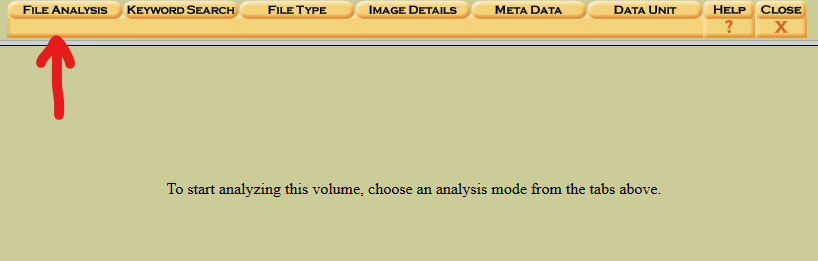 FILE ANALYSIS KEYWORD SEARCH FILE TYPE IMAGE DETAILS META DATA DATA UNIT HELP CLOSE
? X
To start analyzing this volume, choose an analysis mode from the tabs above.